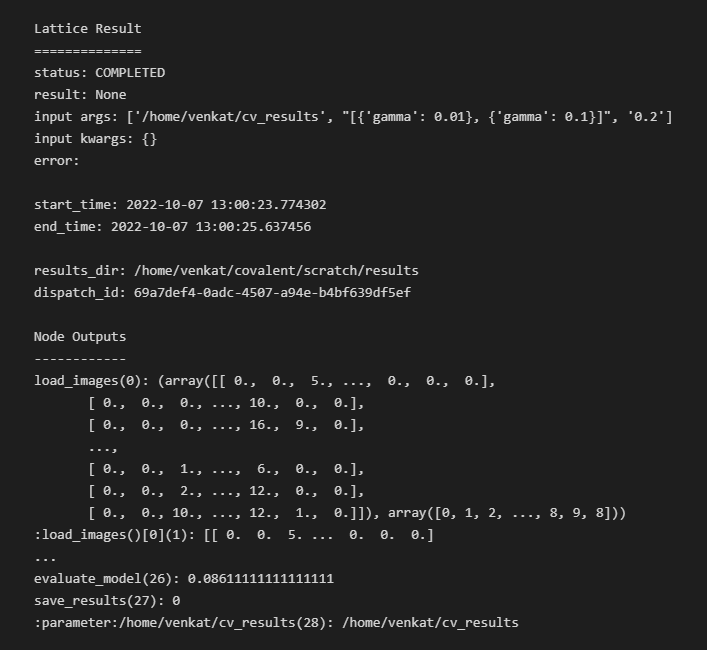 Lattice Result
==============
status: COMPLETED
result: None
input args: ['/home/venkat/cv_results', "[{'gamma': 0.01}, {'gamma': 0.1}]", '0.2']
input kwargs: {}
error:
start_time: 2022-10-07 13:00:23.774302
end_time: 2022-10-07 13:00:25.637456
results_dir: /home/venkat/covalent/scratch/results
dispatch_id: 69a7def4-0adc-4507-a94e-b4bf639df5ef
Node Outputs
------------
load_images(0): (array([[ 0.,  0.,  5., ...,  0.,  0.,  0.],
[ 0.,  0.,  0., ..., 10.,  0.,  0.],
[ 0.,  0.,  0., ..., 16.,  9.,  0.],
...,
[ 0.,  0.,  1., ...,  6.,  0.,  0.],
[ 0.,  0.,  2., ..., 12.,  0.,  0.],
[ 0.,  0., 10., ..., 12.,  1.,  0.]]), array([0, 1, 2, ..., 8, 9, 8]))
:load_images()[0](1): [[ 0.  0.  5. ...  0.  0.  0.]
...
evaluate_model(26): 0.08611111111111111
save_results(27): 0
:parameter:/home/venkat/cv_results(28): /home/venkat/cv_results